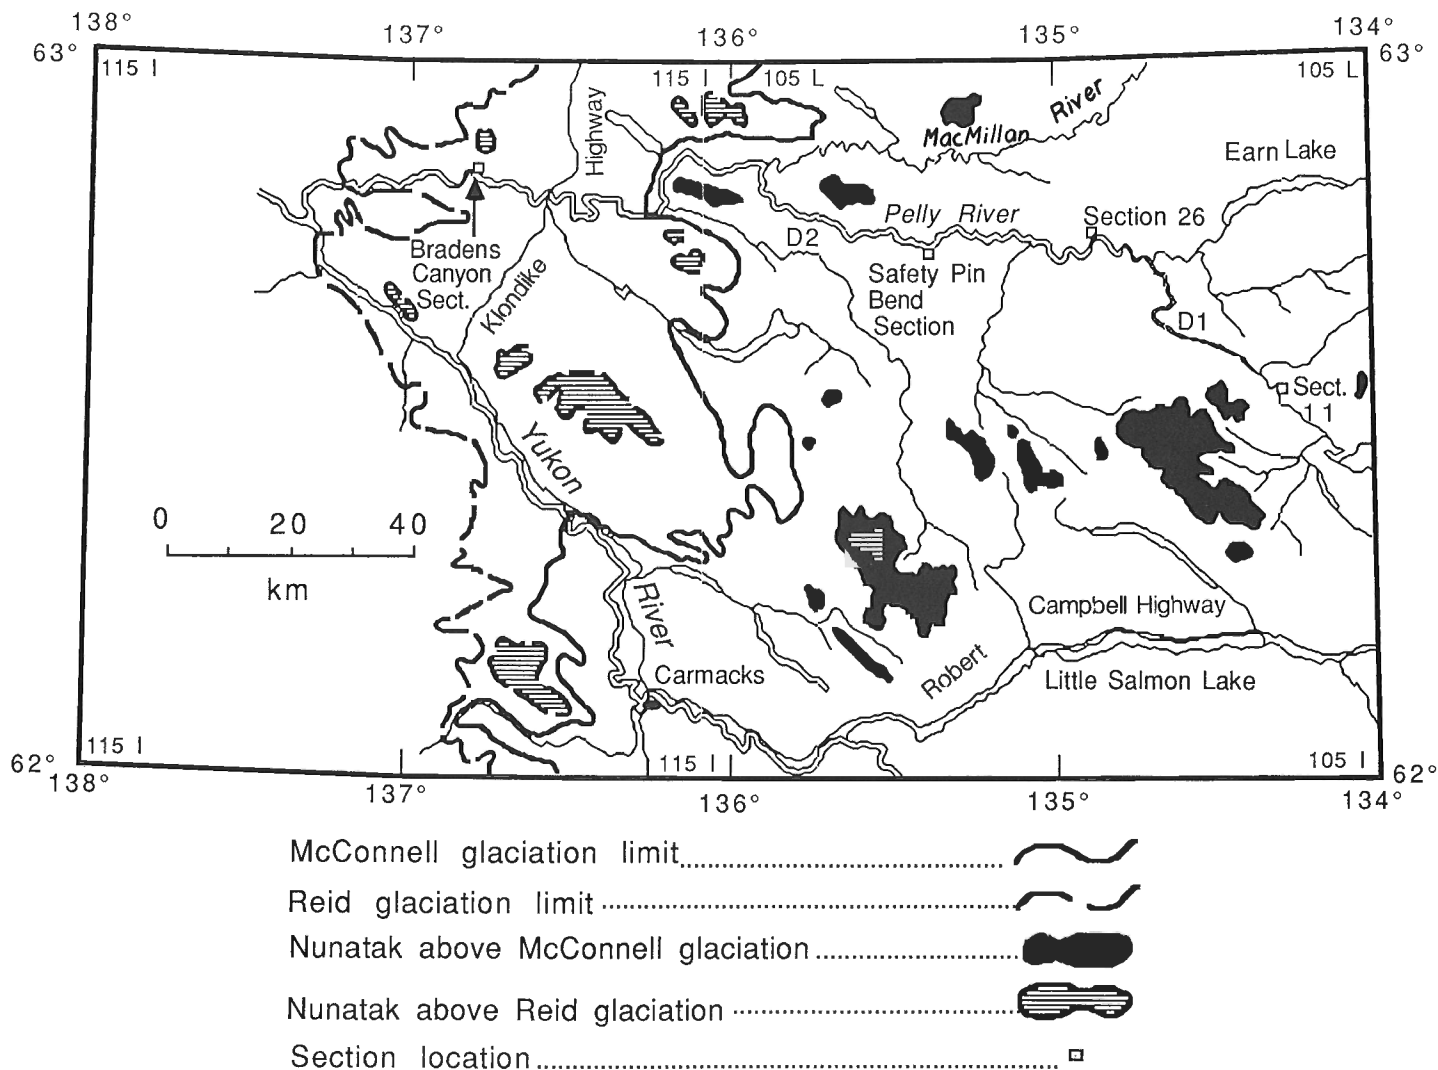 138°
137°
136°
135°
134°
63°
63°
115 I
115 I
105 L
105 L
Highway
MacMillan
River
Earn Lake
Pelly River
Section 26
D2
Bradens
Canyon
Sect.
Safety Pin
Bend
Section
Klondike
D1
Sect.
11
Yukon
0 20 40
km
River
Campbell Highway
Carmacks
Robert
Little Salmon Lake
115 I
115 I
105 I
62°
62°
138°
137°
136°
135°
134°
McConnell glaciation limit
Reid glaciation limit
Nunatak above McConnell glaciation
Nunatak above Reid glaciation
Section location